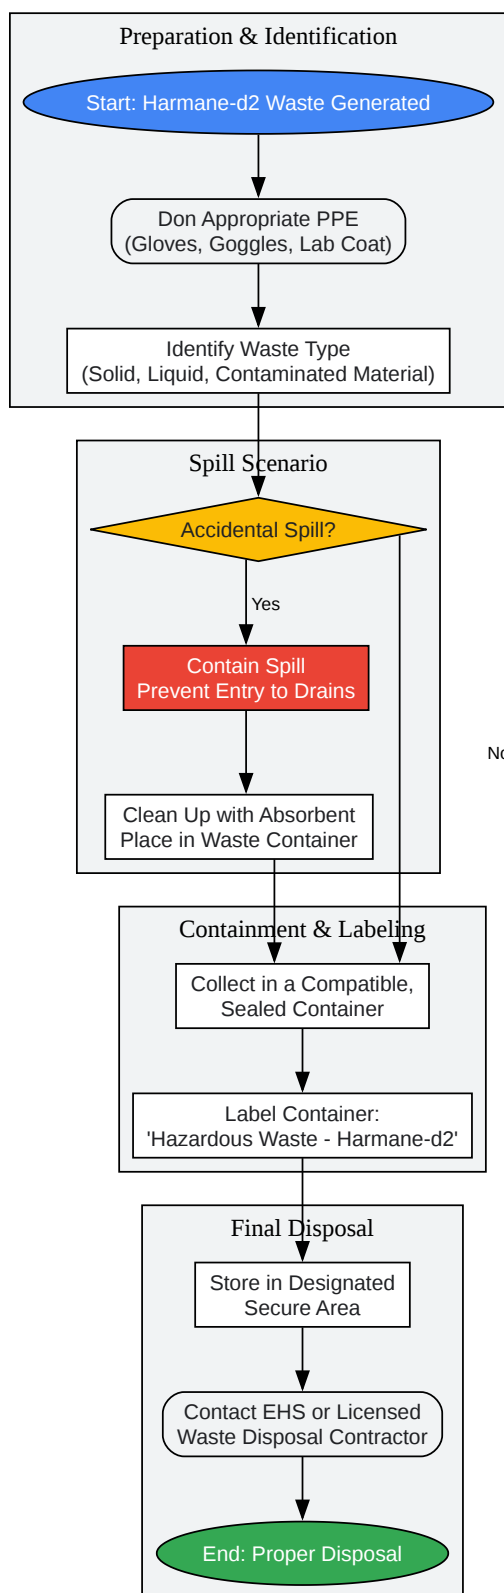 Preparation & Identification
Start: Harmane-d2 Waste Generated
Don Appropriate PPE
(Gloves, Goggles, Lab Coat)
Identify Waste Type
(Solid, Liquid, Contaminated Material)
Spill Scenario
Accidental Spill?
Yes
Contain Spill
Prevent Entry to Drains
No
Clean Up with Absorbent
Place in Waste Container
Containment & Labeling
Collect in a Compatible,
Sealed Container
Label Container:
'Hazardous Waste - Harmane-d2'
Final Disposal
Store in Designated
Secure Area
Contact EHS or Licensed
Waste Disposal Contractor
End: Proper Disposal